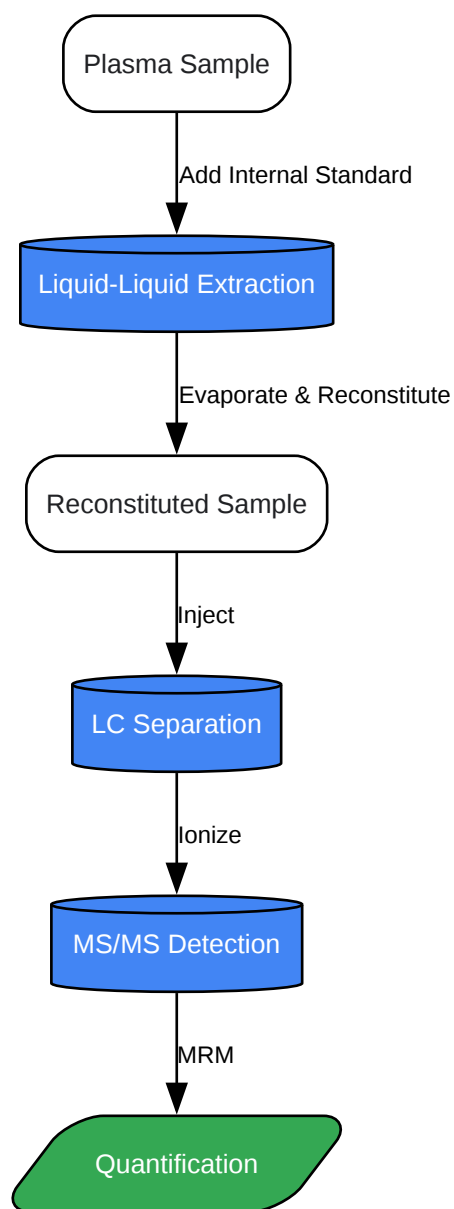 Plasma Sample
Add Internal Standard
Liquid-Liquid Extraction
Evaporate & Reconstitute
Reconstituted Sample
Inject
LC Separation
Ionize
MS/MS Detection
MRM
Quantification